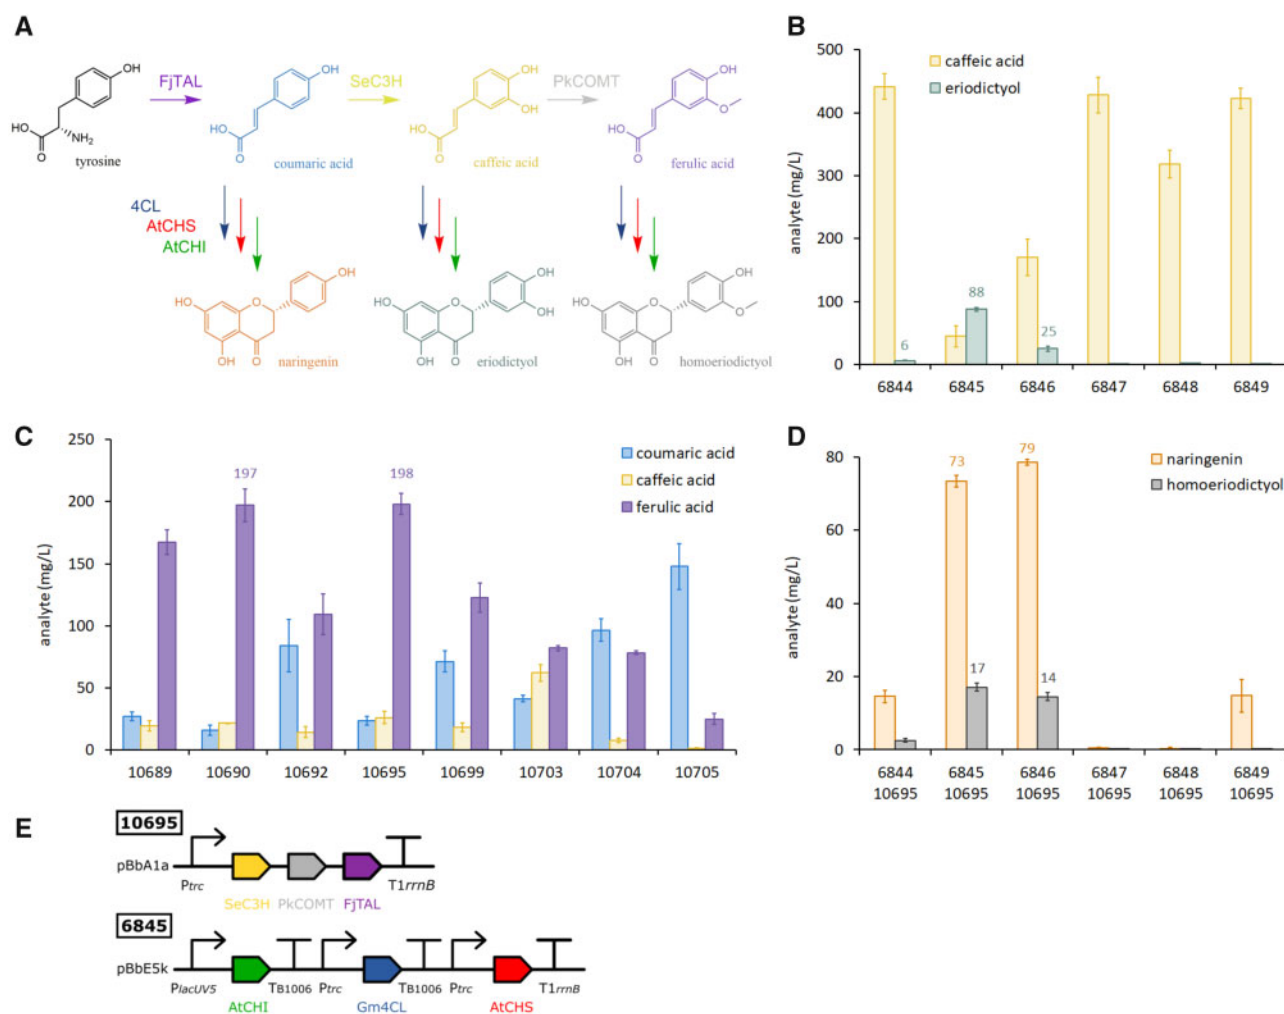 A
FjTAL
SeC3H
PkCOMT
OH
HO
O
NH₂
tyrosine
OH
HO
O
coumaric acid
OH
OH
HO
O
caffeic acid
OH
O
HO
O
ferulic acid
4CL
AtCHS
AtCHI
HO
O
OH
OH
O
naringenin
HO
O
OH
OH
OH
O
eriodictyol
HO
O
OH
O
OH
O
homoeriodictyol
B
caffeic acid
eriodictyol
analyte (mg/L)
500
400
300
200
100
0
6
88
25
6844 6845 6846 6847 6848 6849
C
coumaric acid
caffeic acid
ferulic acid
analyte (mg/L)
250
200
150
100
50
0
197
198
10689 10690 10692 10695 10699 10703 10704 10705
D
naringenin
homoeriodictyol
analyte (mg/L)
80
60
40
20
0
73
79
17
14
6844 6845 6846 6847 6848 6849
10695 10695 10695 10695 10695 10695
E
10695
pBbA1a
Ptrc
T1rrnB
SeC3H PkCOMT FjTAL
6845
pBbE5k
PlacUV5 TB1006 Ptrc TB1006 Ptrc T1rrnB
AtCHI Gm4CL AtCHS